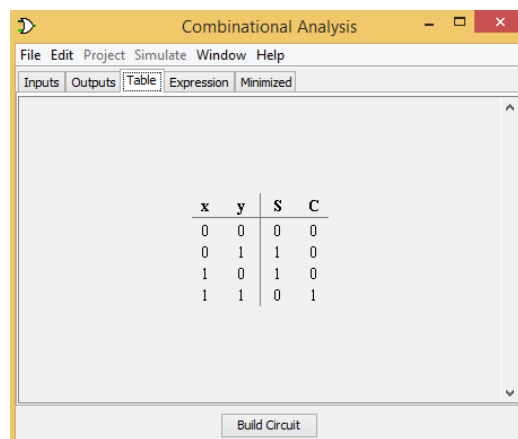 Combinational Analysis
File Edit Project Simulate Window Help
Inputs Outputs Table Expression Minimized
x y S C
0 0 0 0
0 1 1 0
1 0 1 0
1 1 0 1
Build Circuit